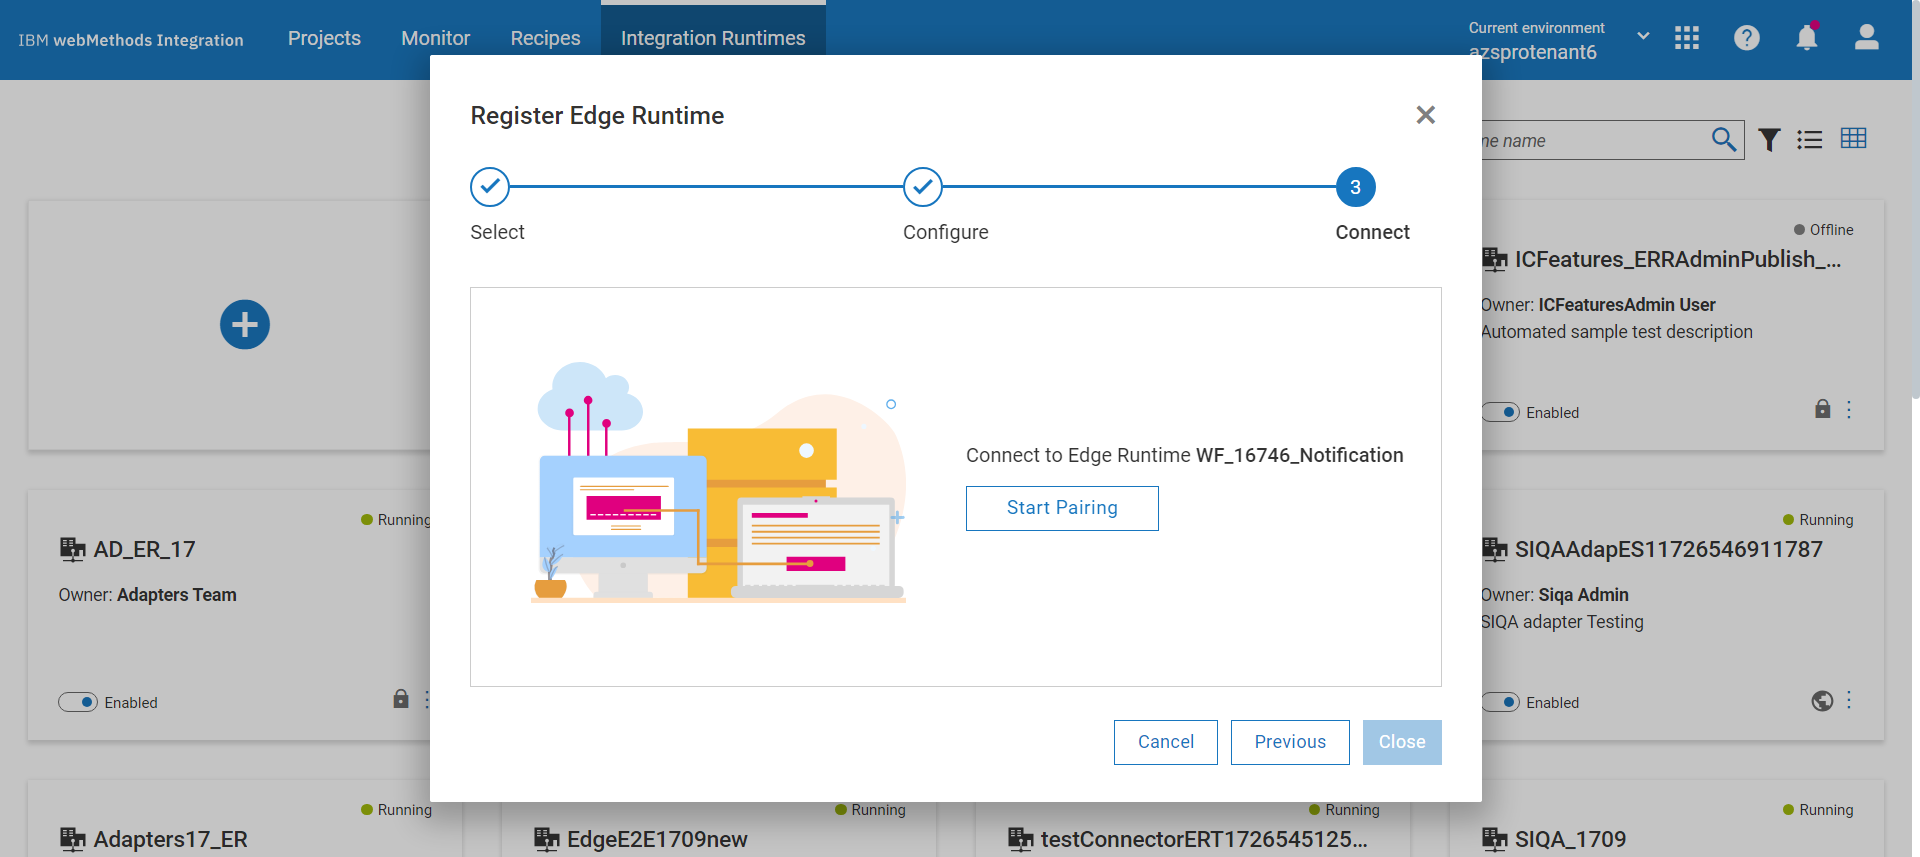 IBM webMethods Integration
Projects
Monitor
Recipes
Integration Runtimes
Current environment
azsprotenant6
Register Edge Runtime
Select
Configure
3
Connect
name
Connect to Edge Runtime WF_16746_Notification
Start Pairing
Cancel
Previous
Close
Offline
ICFeatures_ERRAdminPublish_...
Owner: ICFeaturesAdmin User
Automated sample test description
Enabled
Running
AD_ER_17
Owner: Adapters Team
Enabled
Running
SIQAAdapES11726546911787
Owner: Siqa Admin
SIQA adapter Testing
Enabled
Running
Adapters17_ER
Running
EdgeE2E1709new
Running
testConnectorERT1726545125...
Running
SIQA_1709